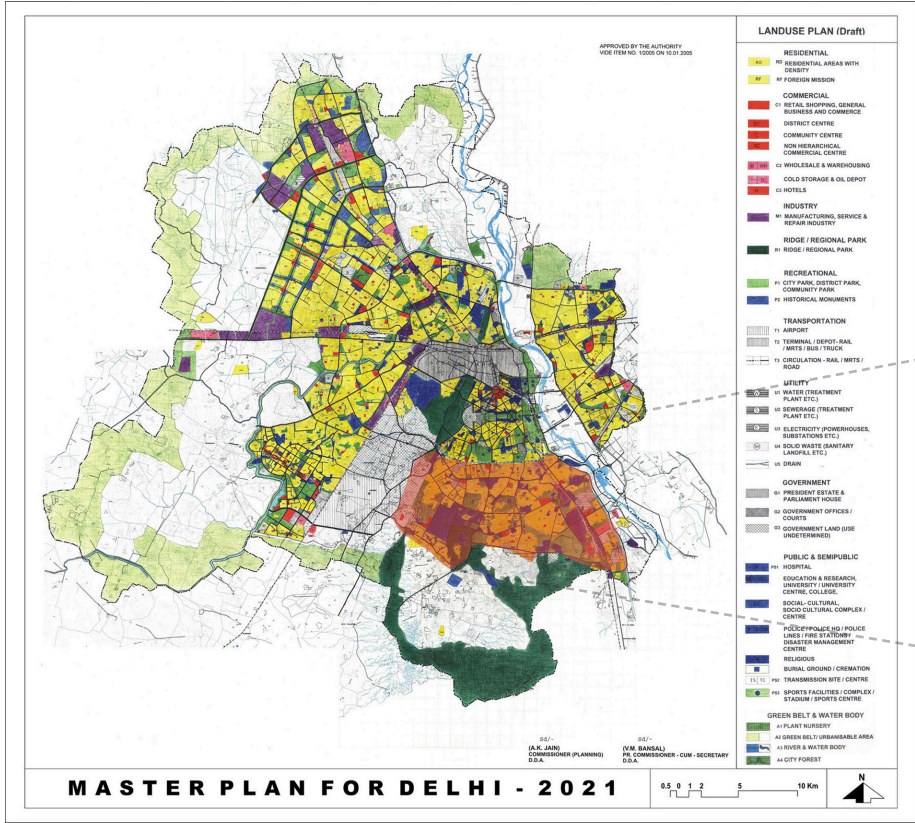 APPROVED BY THE AUTHORITY
VIDE ITEM NO. 1/2005 ON 10.01.2005
LANDUSE PLAN (Draft)
RESIDENTIAL
RD RESIDENTIAL AREAS WITH
DENSITY
RF RF FOREIGN MISSION
COMMERCIAL
C1 RETAIL SHOPPING, GENERAL
BUSINESS AND COMMERCE
DISTRICT CENTRE
COMMUNITY CENTRE
NON HIERARCHICAL
COMMERCIAL CENTRE
C2 WHOLESALE & WAREHOUSING
COLD STORAGE & OIL DEPOT
C3 HOTELS
INDUSTRY
M1 MANUFACTURING, SERVICE &
REPAIR INDUSTRY
RIDGE / REGIONAL PARK
R1 RIDGE / REGIONAL PARK
RECREATIONAL
P1 CITY PARK, DISTRICT PARK,
COMMUNITY PARK
P2 HISTORICAL MONUMENTS
TRANSPORTATION
T1 AIRPORT
T2 TERMINAL / DEPOT- RAIL
/ MRTS / BUS / TRUCK
T3 CIRCULATION - RAIL / MRTS /
ROAD
UTILITY
U1 WATER (TREATMENT
PLANT ETC.)
U2 SEWERAGE (TREATMENT
PLANT ETC.)
U3 ELECTRICITY (POWERHOUSES,
SUBSTATIONS ETC.)
U4 SOLID WASTE (SANITARY
LANDFILL ETC.)
U5 DRAIN
GOVERNMENT
G1 PRESIDENT ESTATE &
PARLIAMENT HOUSE
G2 GOVERNMENT OFFICES /
COURTS
G3 GOVERNMENT LAND (USE
UNDETERMINED)
PUBLIC & SEMIPUBLIC
PS1 HOSPITAL
EDUCATION & RESEARCH,
UNIVERSITY / UNIVERSITY
CENTRE, COLLEGE,
SOCIAL- CULTURAL,
SOCIO CULTURAL COMPLEX /
CENTRE
POLICE / POLICE HQ / POLICE
LINES / FIRE STATIONS /
DISASTER MANAGEMENT
CENTRE
RELIGIOUS
BURIAL GROUND / CREMATION
PS2 TRANSMISSION SITE / CENTRE
PS3 SPORTS FACILITIES / COMPLEX /
STADIUM / SPORTS CENTRE
GREEN BELT & WATER BODY
A1 PLANT NURSERY
A2 GREEN BELT/ URBANISABLE AREA
A3 RIVER & WATER BODY
A4 CITY FOREST
sd/-
(A.K. JAIN)
COMMISSIONER (PLANNING)
D.D.A.
sd/-
(V.M. BANSAL)
PR. COMMISSIONER - CUM - SECRETARY
D.D.A.
MASTER PLAN FOR DELHI - 2021
0.5 0 1 2 5 10 Km
N